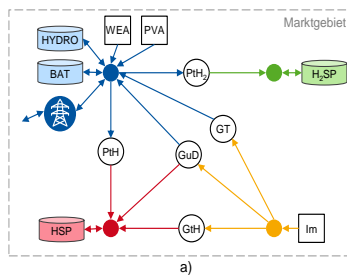 Marktgebiet
WEA PVA
HYDRO
BAT
PtH₂
H₂SP
GT
PtH
GuD
HSP
GtH
Im
a)